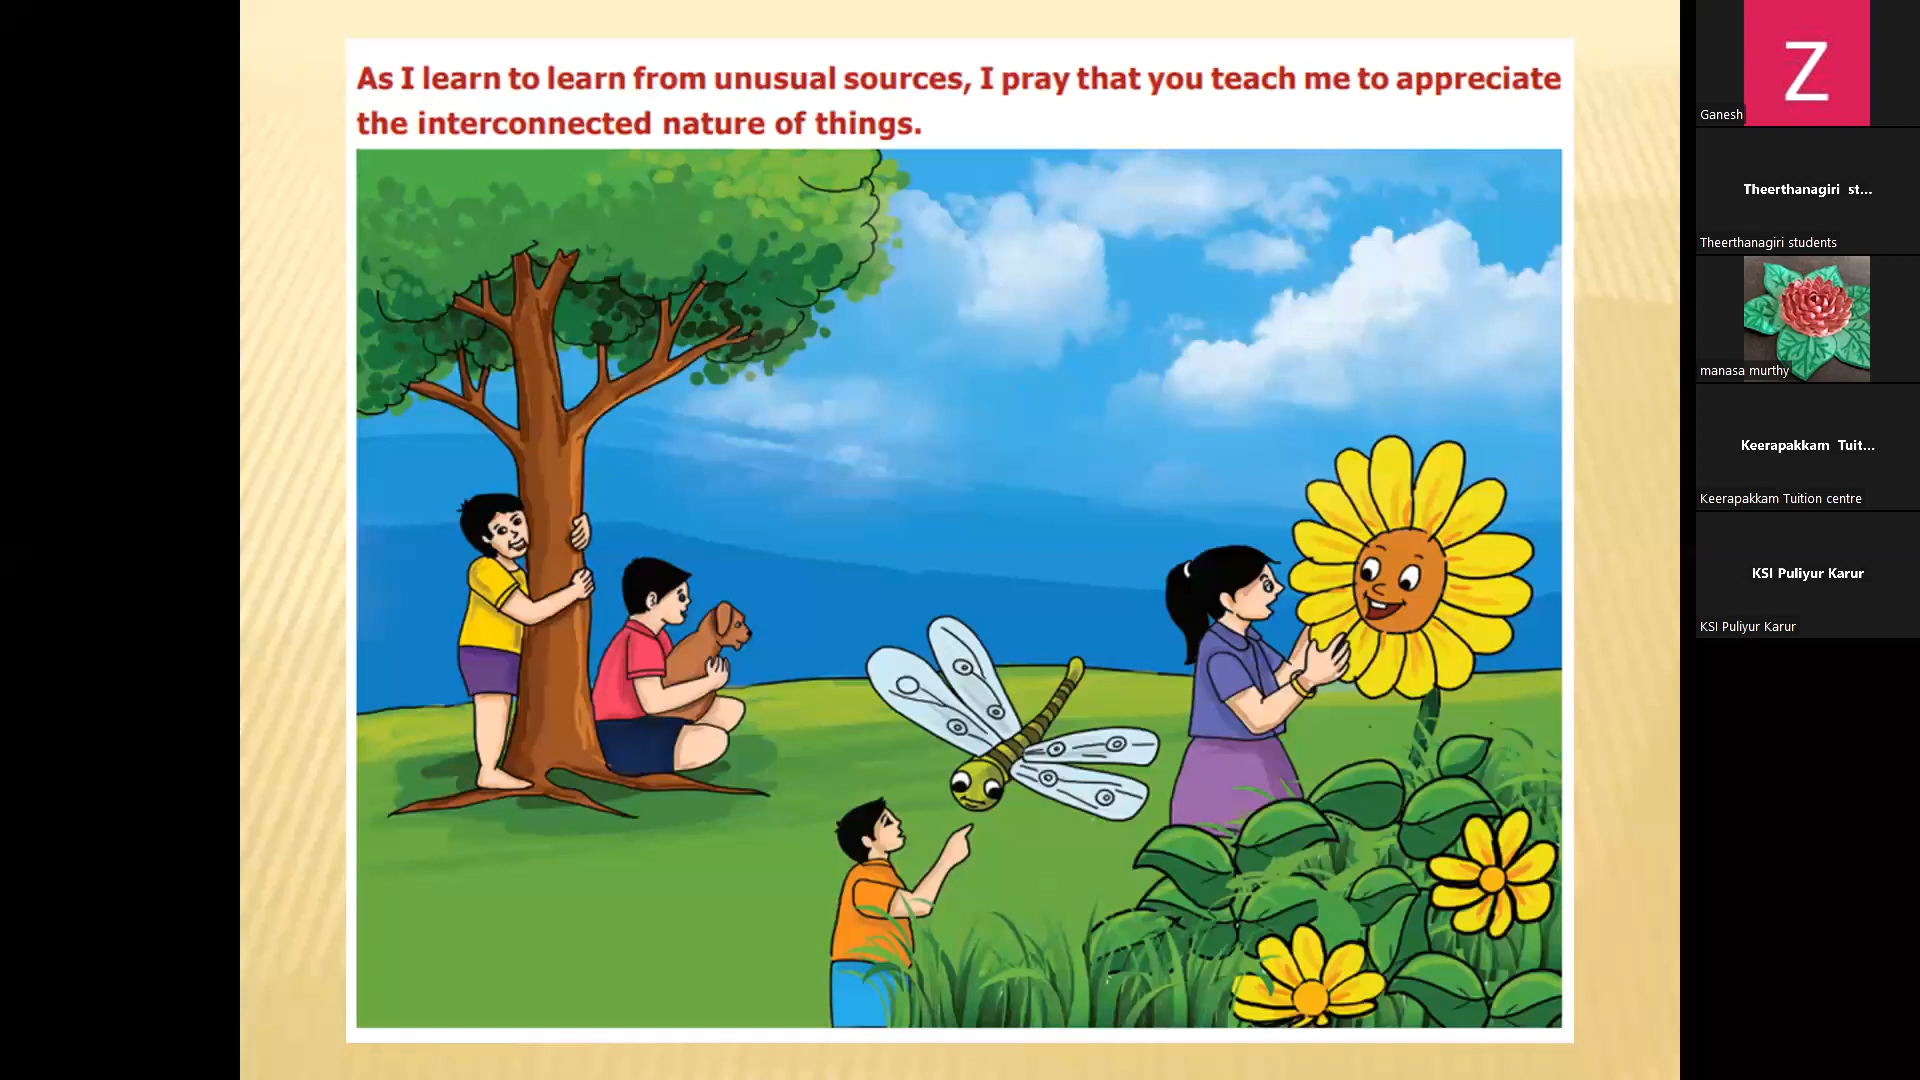 As I learn to learn from unusual sources, I pray that you teach me to appreciate
the interconnected nature of things.
Z
Ganesh
Theerthanagiri st...
Theerthanagiri students
manasa murthy
Keerapakkam Tuit...
Keerapakkam Tuition centre
KSI Puliyur Karur
KSI Puliyur Karur